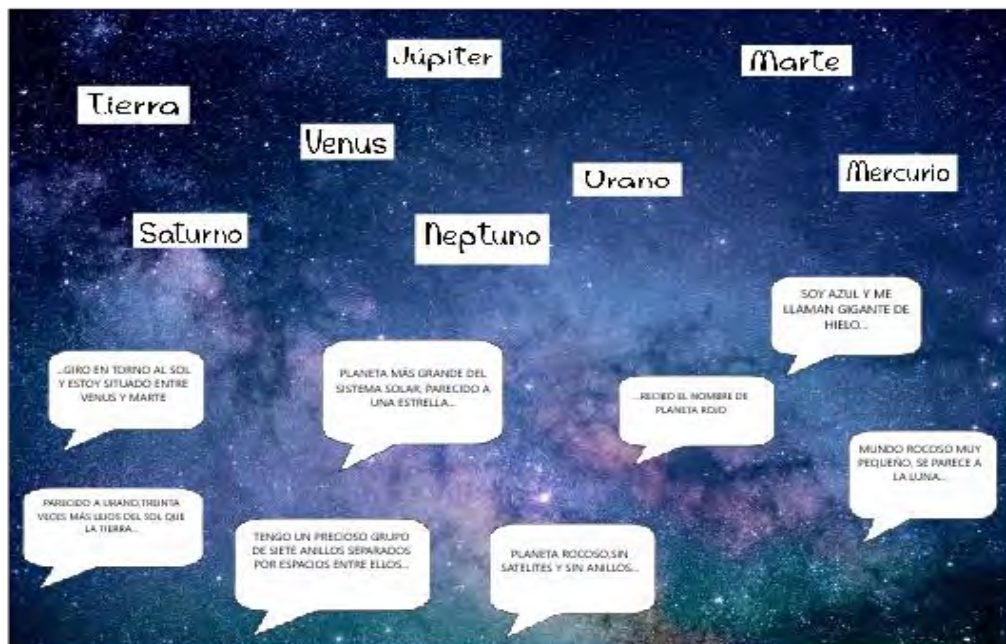 Júpiter
Marte
Tierra
Venus
Urano
Mercurio
Saturno
Neptuno
SOY AZUL Y ME
LLAMAN GIGANTE DE
HIELO...
...GIRO EN TORNO AL SOL
Y ESTOY SITUADO ENTRE
VENUS Y MARTE
PLANETA MÁS GRANDE DEL
SISTEMA SOLAR, PARECIDO A
UNA ESTRELLA...
...RECIBO EL NOMBRE DE
PLANETA ROJO
MUNDO ROCOSO MUY
PEQUEÑO, SE PARECE A
LA LUNA...
PARECIDO A URANO,TREINTA
VECES MÁS LEJOS DEL SOL QUE
LA TIERRA...
TENGO UN PRECIOSO GRUPO
DE SIETE ANILLOS SEPARADOS
POR ESPACIOS ENTRE ELLOS...
PLANETA ROCOSO,SIN
SATELITES Y SIN ANILLOS...